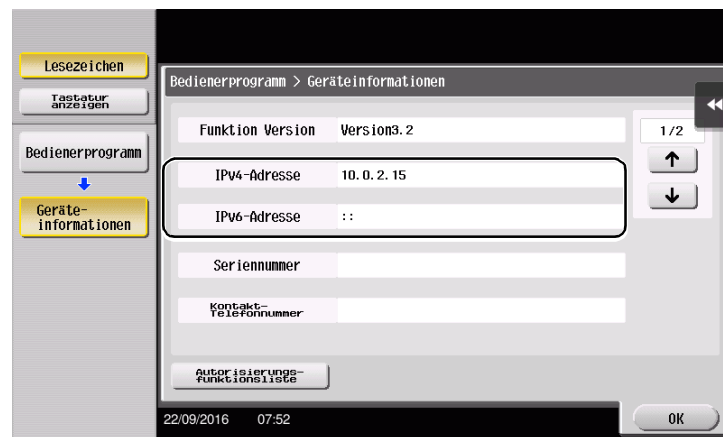 Lesezeichen
Tastatur
anzeigen
Bedienerprogramm
Geräte-
informationen
Bedienerprogramm > Geräteinformationen
Funktion Version Version3.2
1/2
IPv4-Adresse 10.0.2.15
IPv6-Adresse ::
Seriennummer
Kontakt-
Telefonnummer
Autorisierungs-
funktionsliste
22/09/2016 07:52
OK